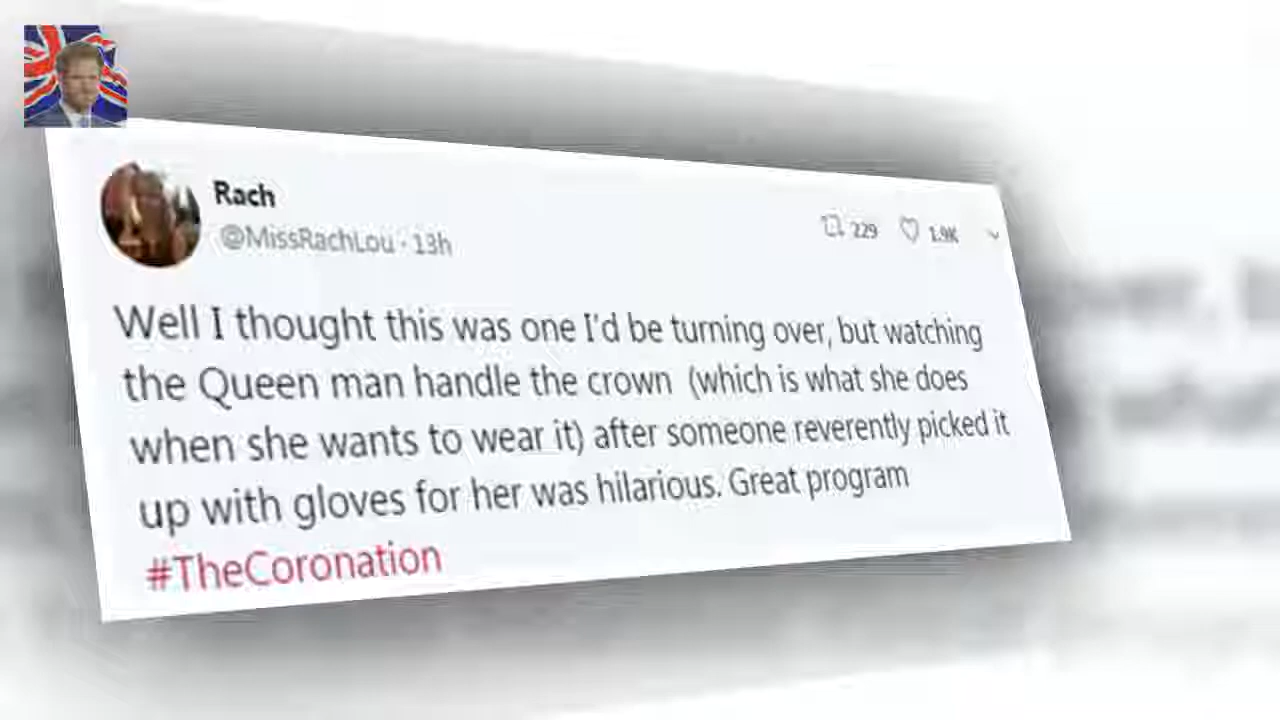 Rach
@MissRachLou · 13h
229 1.9K
Well I thought this was one I'd be turning over, but watching
the Queen man handle the crown (which is what she does
when she wants to wear it) after someone reverently picked it
up with gloves for her was hilarious. Great program
#TheCoronation